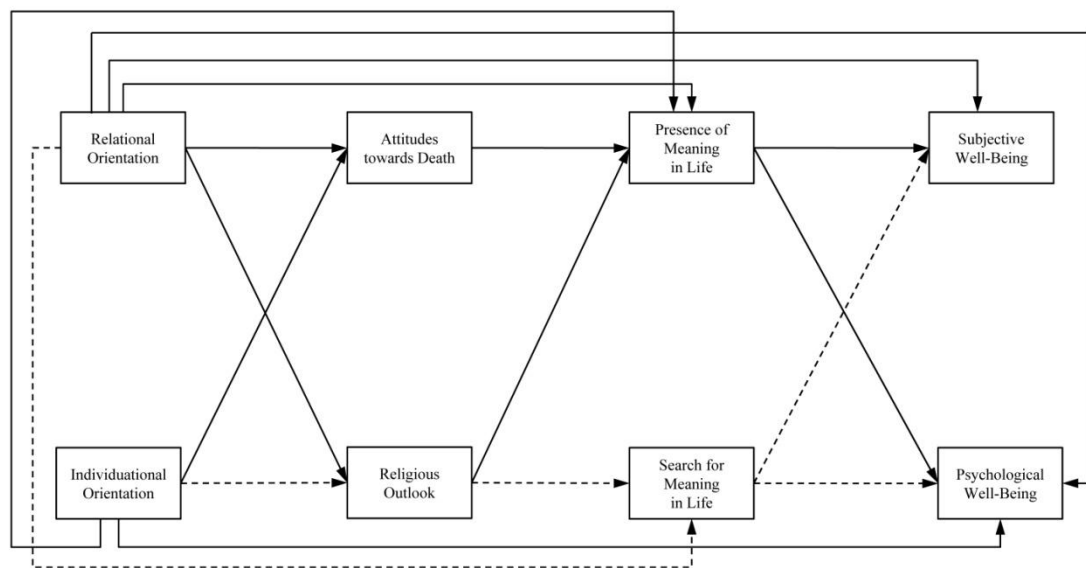 Relational
Orientation
Attitudes
towards Death
Presence of
Meaning
in Life
Subjective
Well-Being
Individuational
Orientation
Religious
Outlook
Search for
Meaning
in Life
Psychological
Well-Being